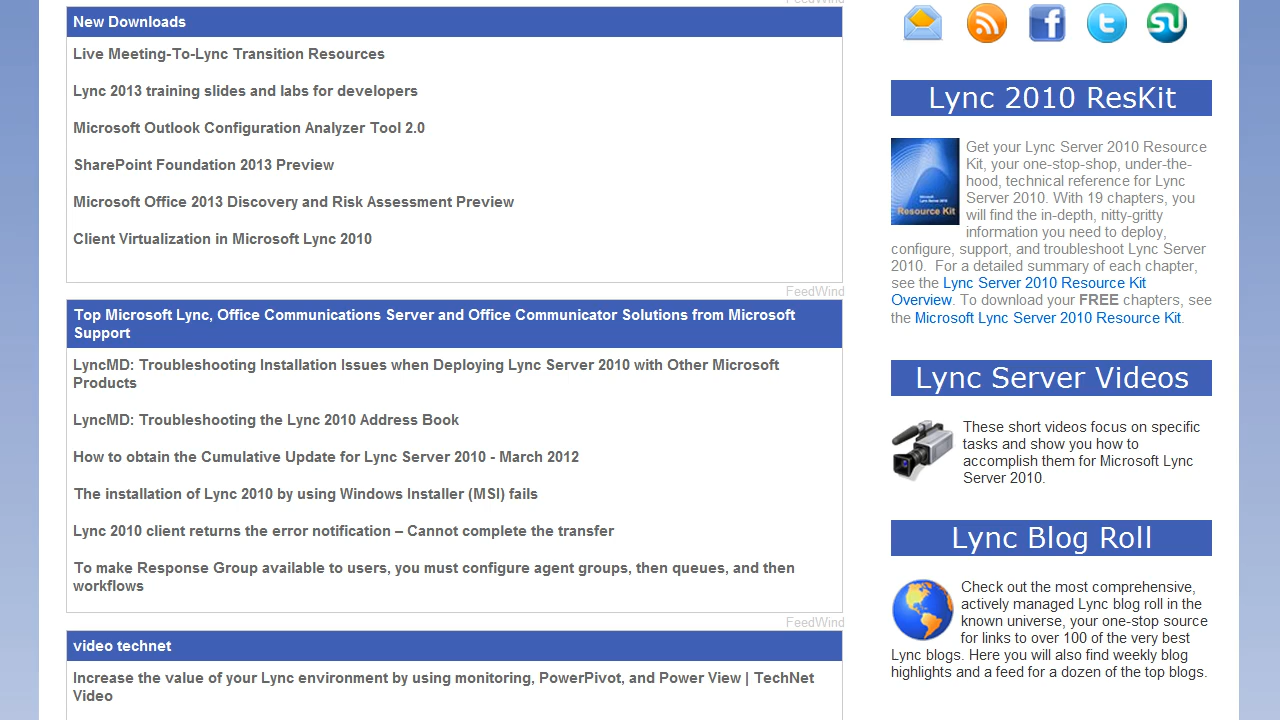 FeedWind
New Downloads
Live Meeting-To-Lync Transition Resources
Lync 2013 training slides and labs for developers
Microsoft Outlook Configuration Analyzer Tool 2.0
SharePoint Foundation 2013 Preview
Microsoft Office 2013 Discovery and Risk Assessment Preview
Client Virtualization in Microsoft Lync 2010
FeedWind
Top Microsoft Lync, Office Communications Server and Office Communicator Solutions from Microsoft
Support
LyncMD: Troubleshooting Installation Issues when Deploying Lync Server 2010 with Other Microsoft
Products
LyncMD: Troubleshooting the Lync 2010 Address Book
How to obtain the Cumulative Update for Lync Server 2010 - March 2012
The installation of Lync 2010 by using Windows Installer (MSI) fails
Lync 2010 client returns the error notification – Cannot complete the transfer
To make Response Group available to users, you must configure agent groups, then queues, and then
workflows
FeedWind
video technet
Increase the value of your Lync environment by using monitoring, PowerPivot, and Power View | TechNet
Video
Lync 2010 ResKit
Resource Kit
Get your Lync Server 2010 Resource
Kit, your one-stop-shop, under-the-
hood, technical reference for Lync
Server 2010. With 19 chapters, you
will find the in-depth, nitty-gritty
information you need to deploy,
configure, support, and troubleshoot Lync Server
2010.  For a detailed summary of each chapter,
see the Lync Server 2010 Resource Kit
Overview. To download your FREE chapters, see
the Microsoft Lync Server 2010 Resource Kit.
Lync Server Videos
These short videos focus on specific
tasks and show you how to
accomplish them for Microsoft Lync
Server 2010.
Lync Blog Roll
Check out the most comprehensive,
actively managed Lync blog roll in the
known universe, your one-stop source
for links to over 100 of the very best
Lync blogs. Here you will also find weekly blog
highlights and a feed for a dozen of the top blogs.